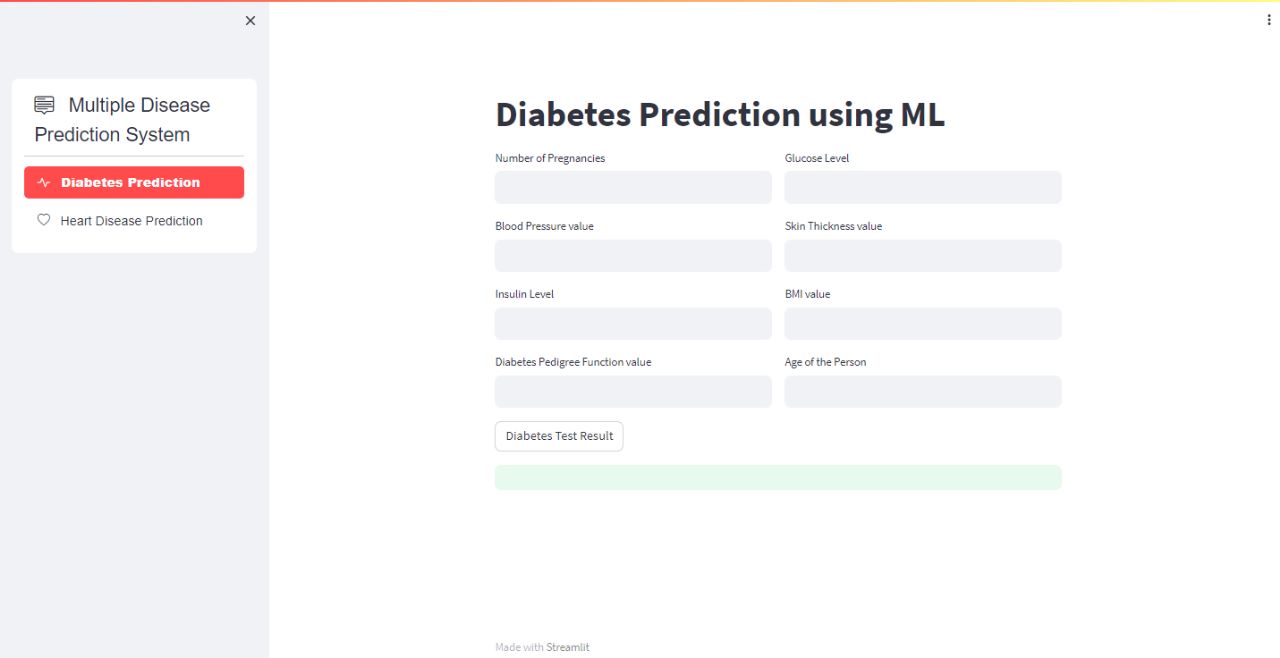 Multiple Disease
Prediction System
Diabetes Prediction
Heart Disease Prediction
Diabetes Prediction using ML
Number of Pregnancies
Glucose Level
Blood Pressure value
Skin Thickness value
Insulin Level
BMI value
Diabetes Pedigree Function value
Age of the Person
Diabetes Test Result
Made with Streamlit